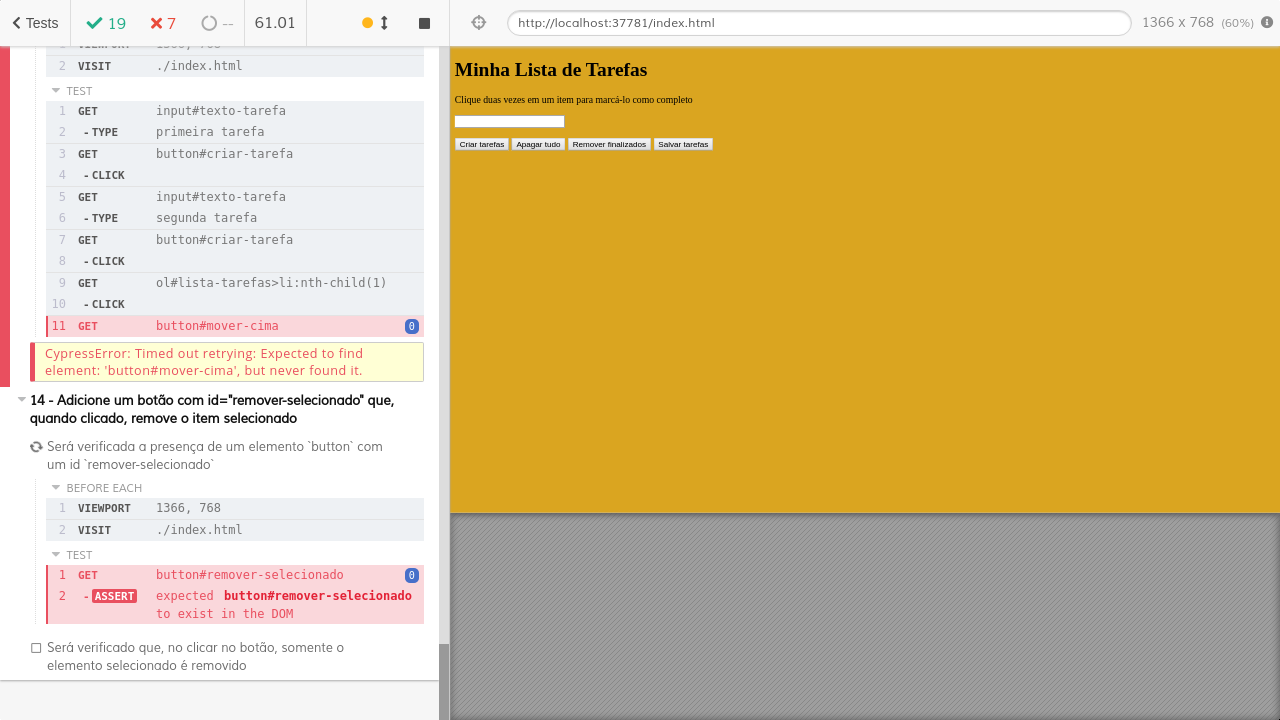 Tests
19
7
--
61.01
http://localhost:37781/index.html
1366 x 768 (60%)
1 VIEWPORT 1366, 768
2 VISIT ./index.html
TEST
1 GET input#texto-tarefa
2 - TYPE primeira tarefa
3 GET button#criar-tarefa
4 - CLICK
5 GET input#texto-tarefa
6 - TYPE segunda tarefa
7 GET button#criar-tarefa
8 - CLICK
9 GET ol#lista-tarefas>li:nth-child(1)
10 - CLICK
11 GET button#mover-cima 0
CypressError: Timed out retrying: Expected to find
element: 'button#mover-cima', but never found it.
14 - Adicione um botão com id="remover-selecionado" que,
quando clicado, remove o item selecionado
Será verificada a presença de um elemento `button` com
um id `remover-selecionado`
BEFORE EACH
1 VIEWPORT 1366, 768
2 VISIT ./index.html
TEST
1 GET button#remover-selecionado 0
2 - ASSERT expected button#remover-selecionado
to exist in the DOM
Será verificado que, no clicar no botão, somente o
elemento selecionado é removido
Minha Lista de Tarefas
Clique duas vezes em um item para marcá-lo como completo
Criar tarefas Apagar tudo Remover finalizados Salvar tarefas